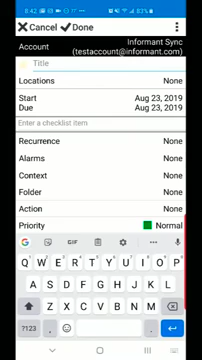 8:42 83%
Cancel Done
Account Informant Sync
(testaccount@informant.com)
Title
Locations None
Start Aug 23, 2019
Due Aug 23, 2019
Enter a checklist item
Recurrence None
Alarms None
Context None
Folder None
Action None
Priority Normal
G GIF
Q W E R T Y U I O P
A S D F G H J K L
Z X C V B N M
?123 , .